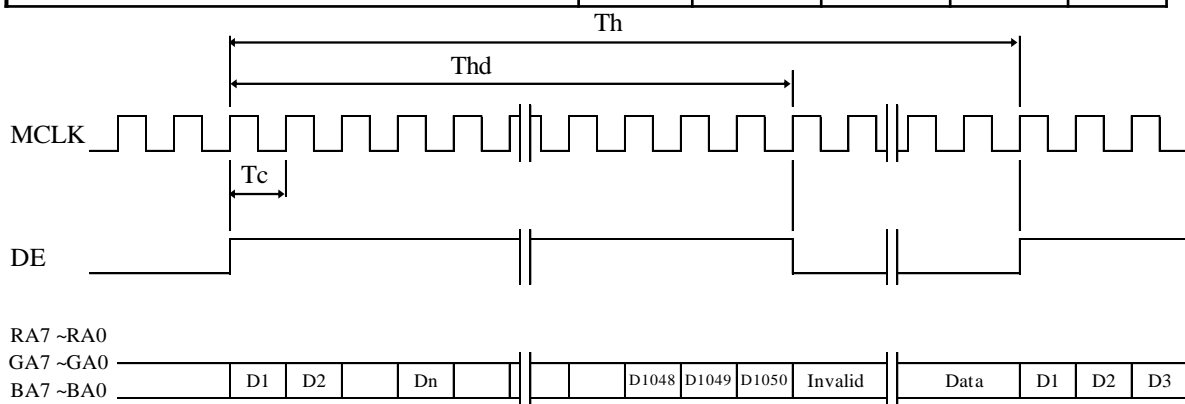 Th
Thd
MCLK
Tc
DE
RA7 ~RA0
GA7 ~GA0
BA7 ~BA0
D1 D2 Dn D1048 D1049 D1050 Invalid Data D1 D2 D3